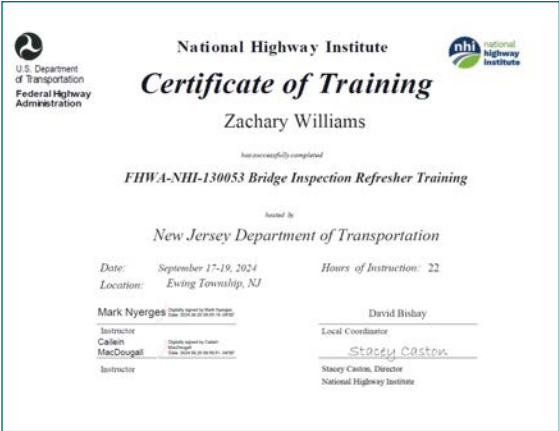 U.S. Department
of Transportation
Federal Highway
Administration
National Highway Institute
nhi national
highway
institute
Certificate of Training
Zachary Williams
has successfully completed
FHWA-NHI-130053 Bridge Inspection Refresher Training
hosted by
New Jersey Department of Transportation
Date: September 17-19, 2024
Hours of Instruction: 22
Location: Ewing Township, NJ
Mark Nyerges
Digitally signed by Mark Nyerges
Instructor
Cailein
MacDougall
Digitally signed by Cailein
MacDougall
Instructor
David Bishay
Local Coordinator
Stacey Caston
Stacey Caston, Director
National Highway Institute